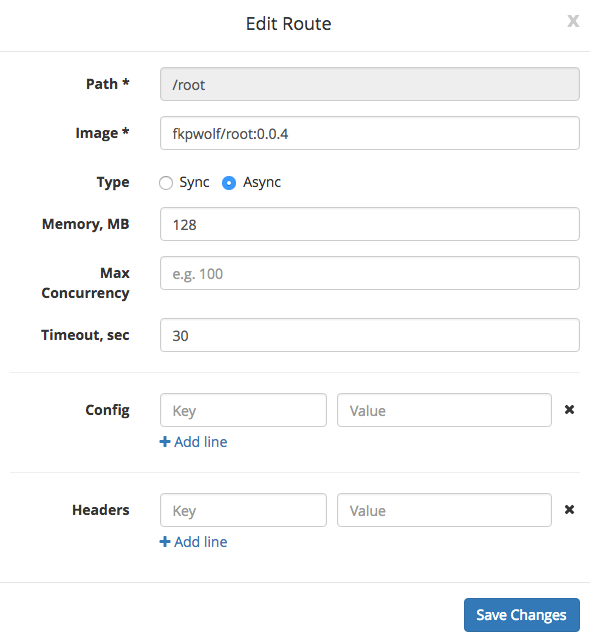 Edit Route
x
Path *
/root
Image *
fkpwolf/root:0.0.4
Type
Sync
Async
Memory, MB
128
Max
Concurrency
e.g. 100
Timeout, sec
30
Config
Key
Value
Add line
Headers
Key
Value
Add line
Save Changes